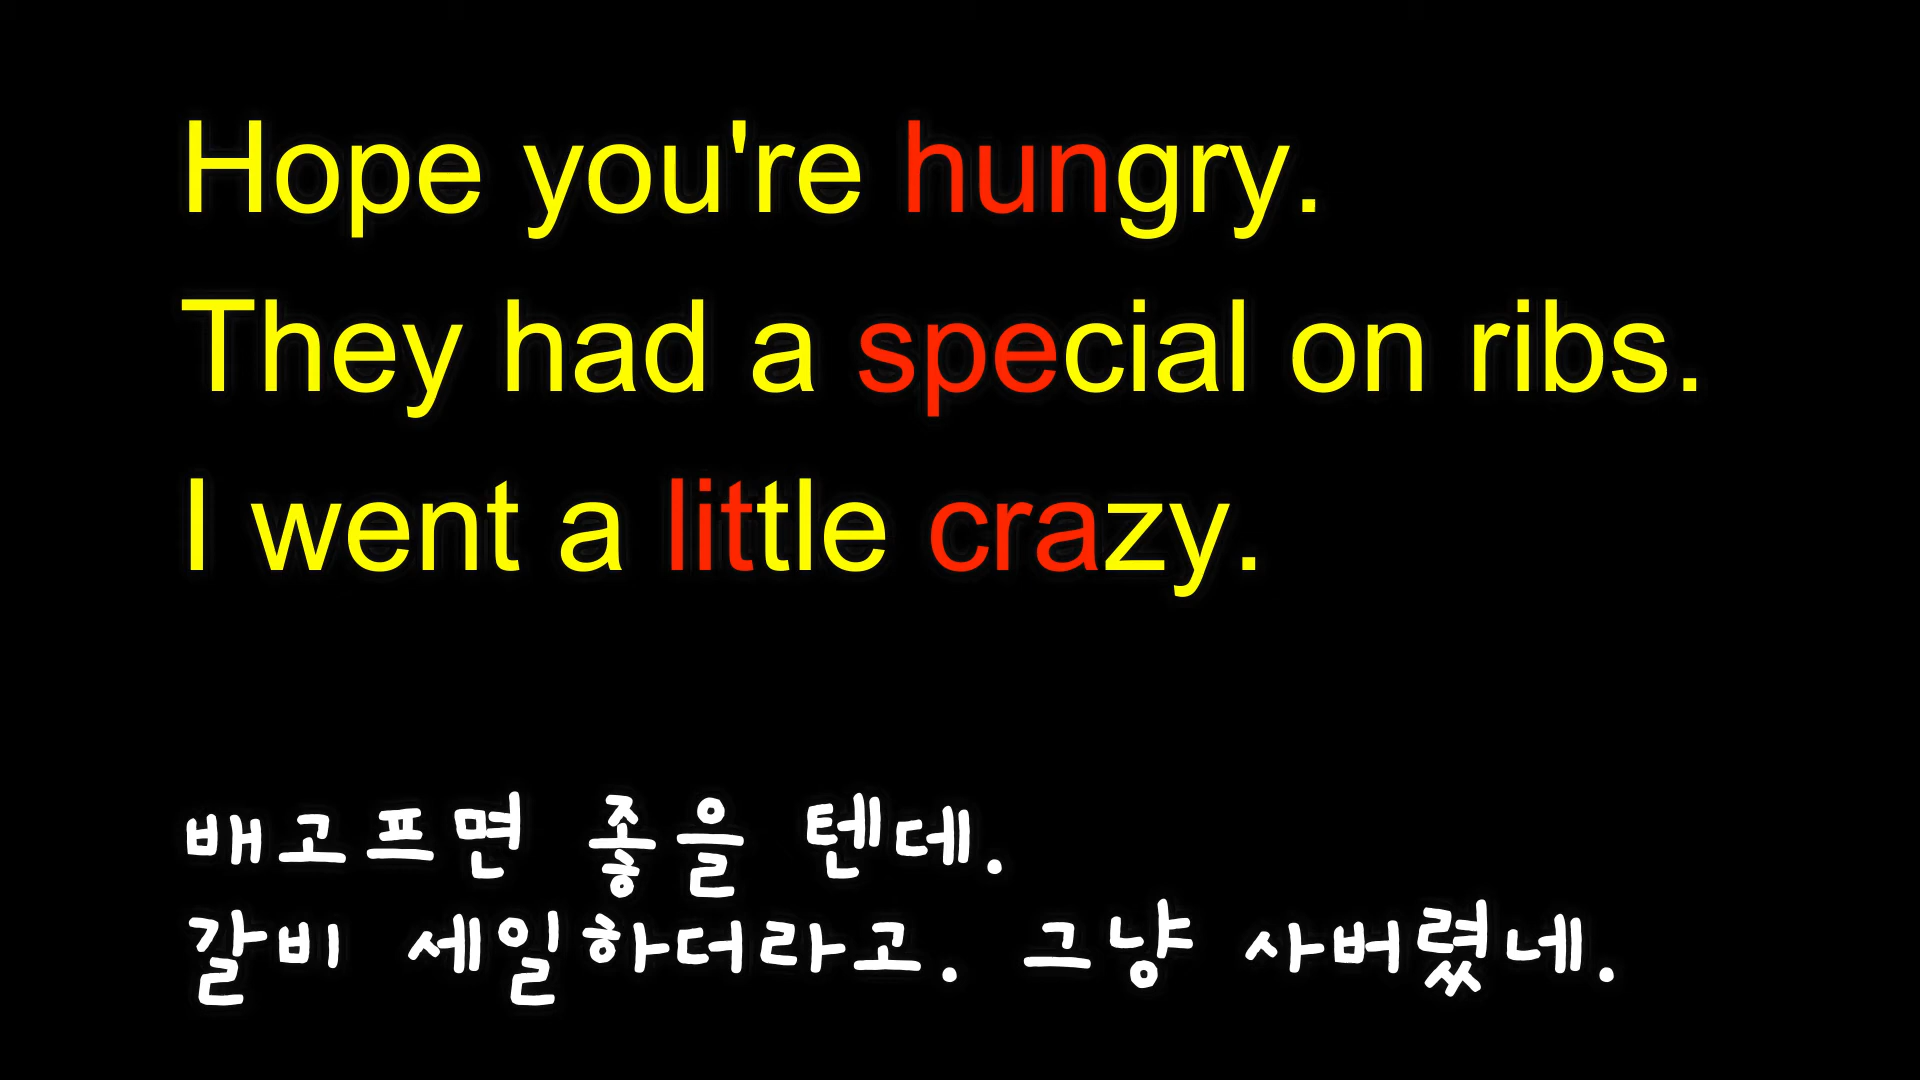 Hope you're hungry.
They had a special on ribs.
I went a little crazy.
배고프면 좋을 텐데.
갈비 세일하더라고. 그냥 사버렸네.